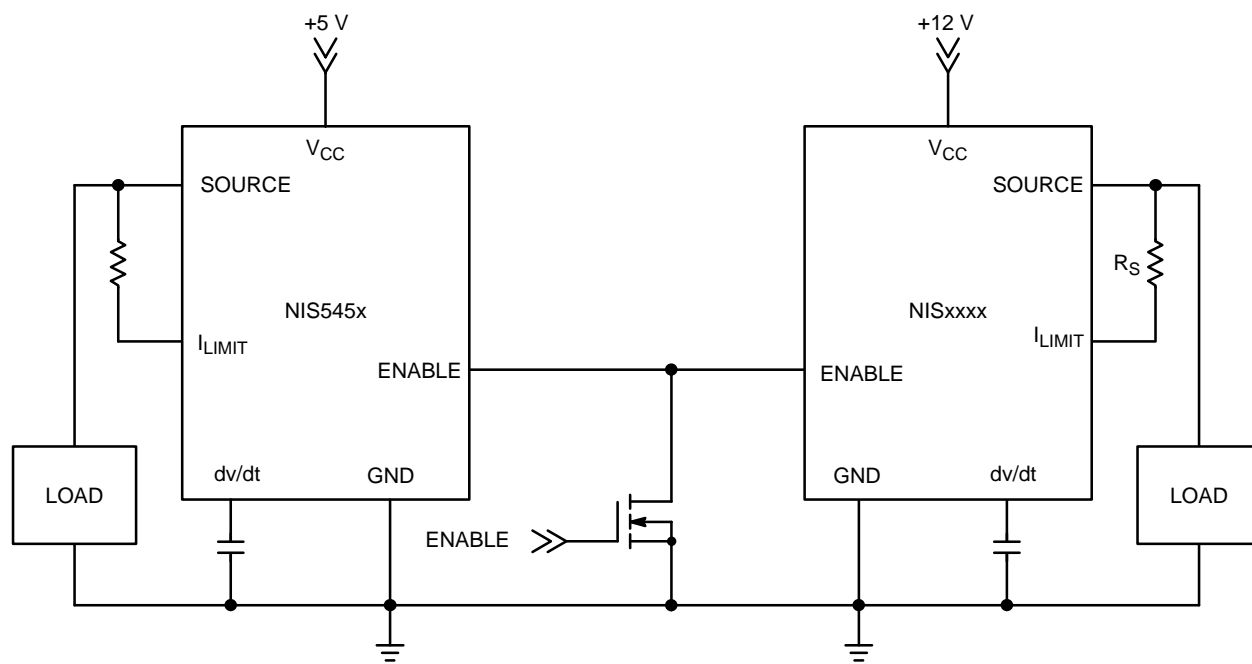 +5 V
+12 V
VCC
VCC
SOURCE
SOURCE
RS
NIS545x
NISxxxx
ILIMIT
ILIMIT
ENABLE
ENABLE
dv/dt
GND
GND
dv/dt
LOAD
LOAD
ENABLE